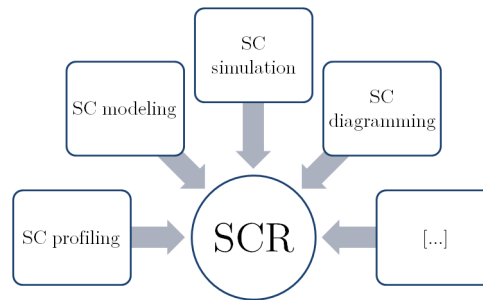 SC
simulation
SC modeling
SC
diagramming
SC profiling
SCR
[...]